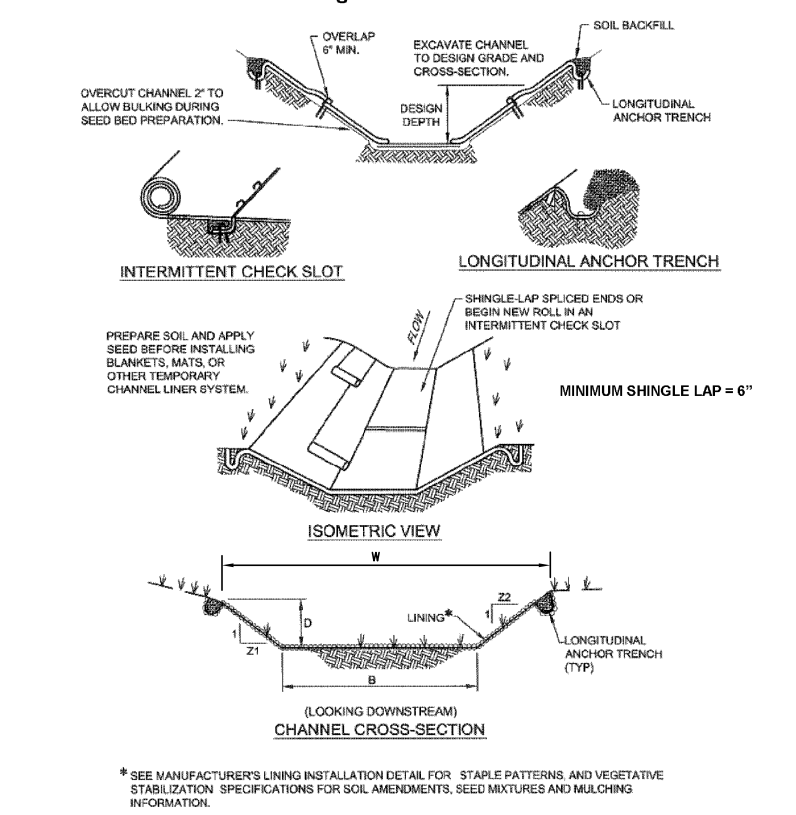 SOIL BACKFILL
OVERLAP
6" MIN.
EXCAVATE CHANNEL
TO DESIGN GRADE AND
CROSS-SECTION.
OVERCUT CHANNEL 2" TO
ALLOW BULKING DURING
SEED BED PREPARATION.
DESIGN
DEPTH
LONGITUDINAL
ANCHOR TRENCH
INTERMITTENT CHECK SLOT
LONGITUDINAL ANCHOR TRENCH
SHINGLE-LAP SPLICED ENDS OR
BEGIN NEW ROLL IN AN
INTERMITTENT CHECK SLOT
FLOW
PREPARE SOIL AND APPLY
SEED BEFORE INSTALLING
BLANKETS, MATS, OR
OTHER TEMPORARY
CHANNEL LINER SYSTEM.
MINIMUM SHINGLE LAP = 6”
ISOMETRIC VIEW
W
D
1
Z1
LINING*
1
Z2
LONGITUDINAL
ANCHOR TRENCH
(TYP)
B
(LOOKING DOWNSTREAM)
CHANNEL CROSS-SECTION
* SEE MANUFACTURER'S LINING INSTALLATION DETAIL FOR STAPLE PATTERNS, AND VEGETATIVE
STABILIZATION SPECIFICATIONS FOR SOIL AMENDMENTS, SEED MIXTURES AND MULCHING
INFORMATION.